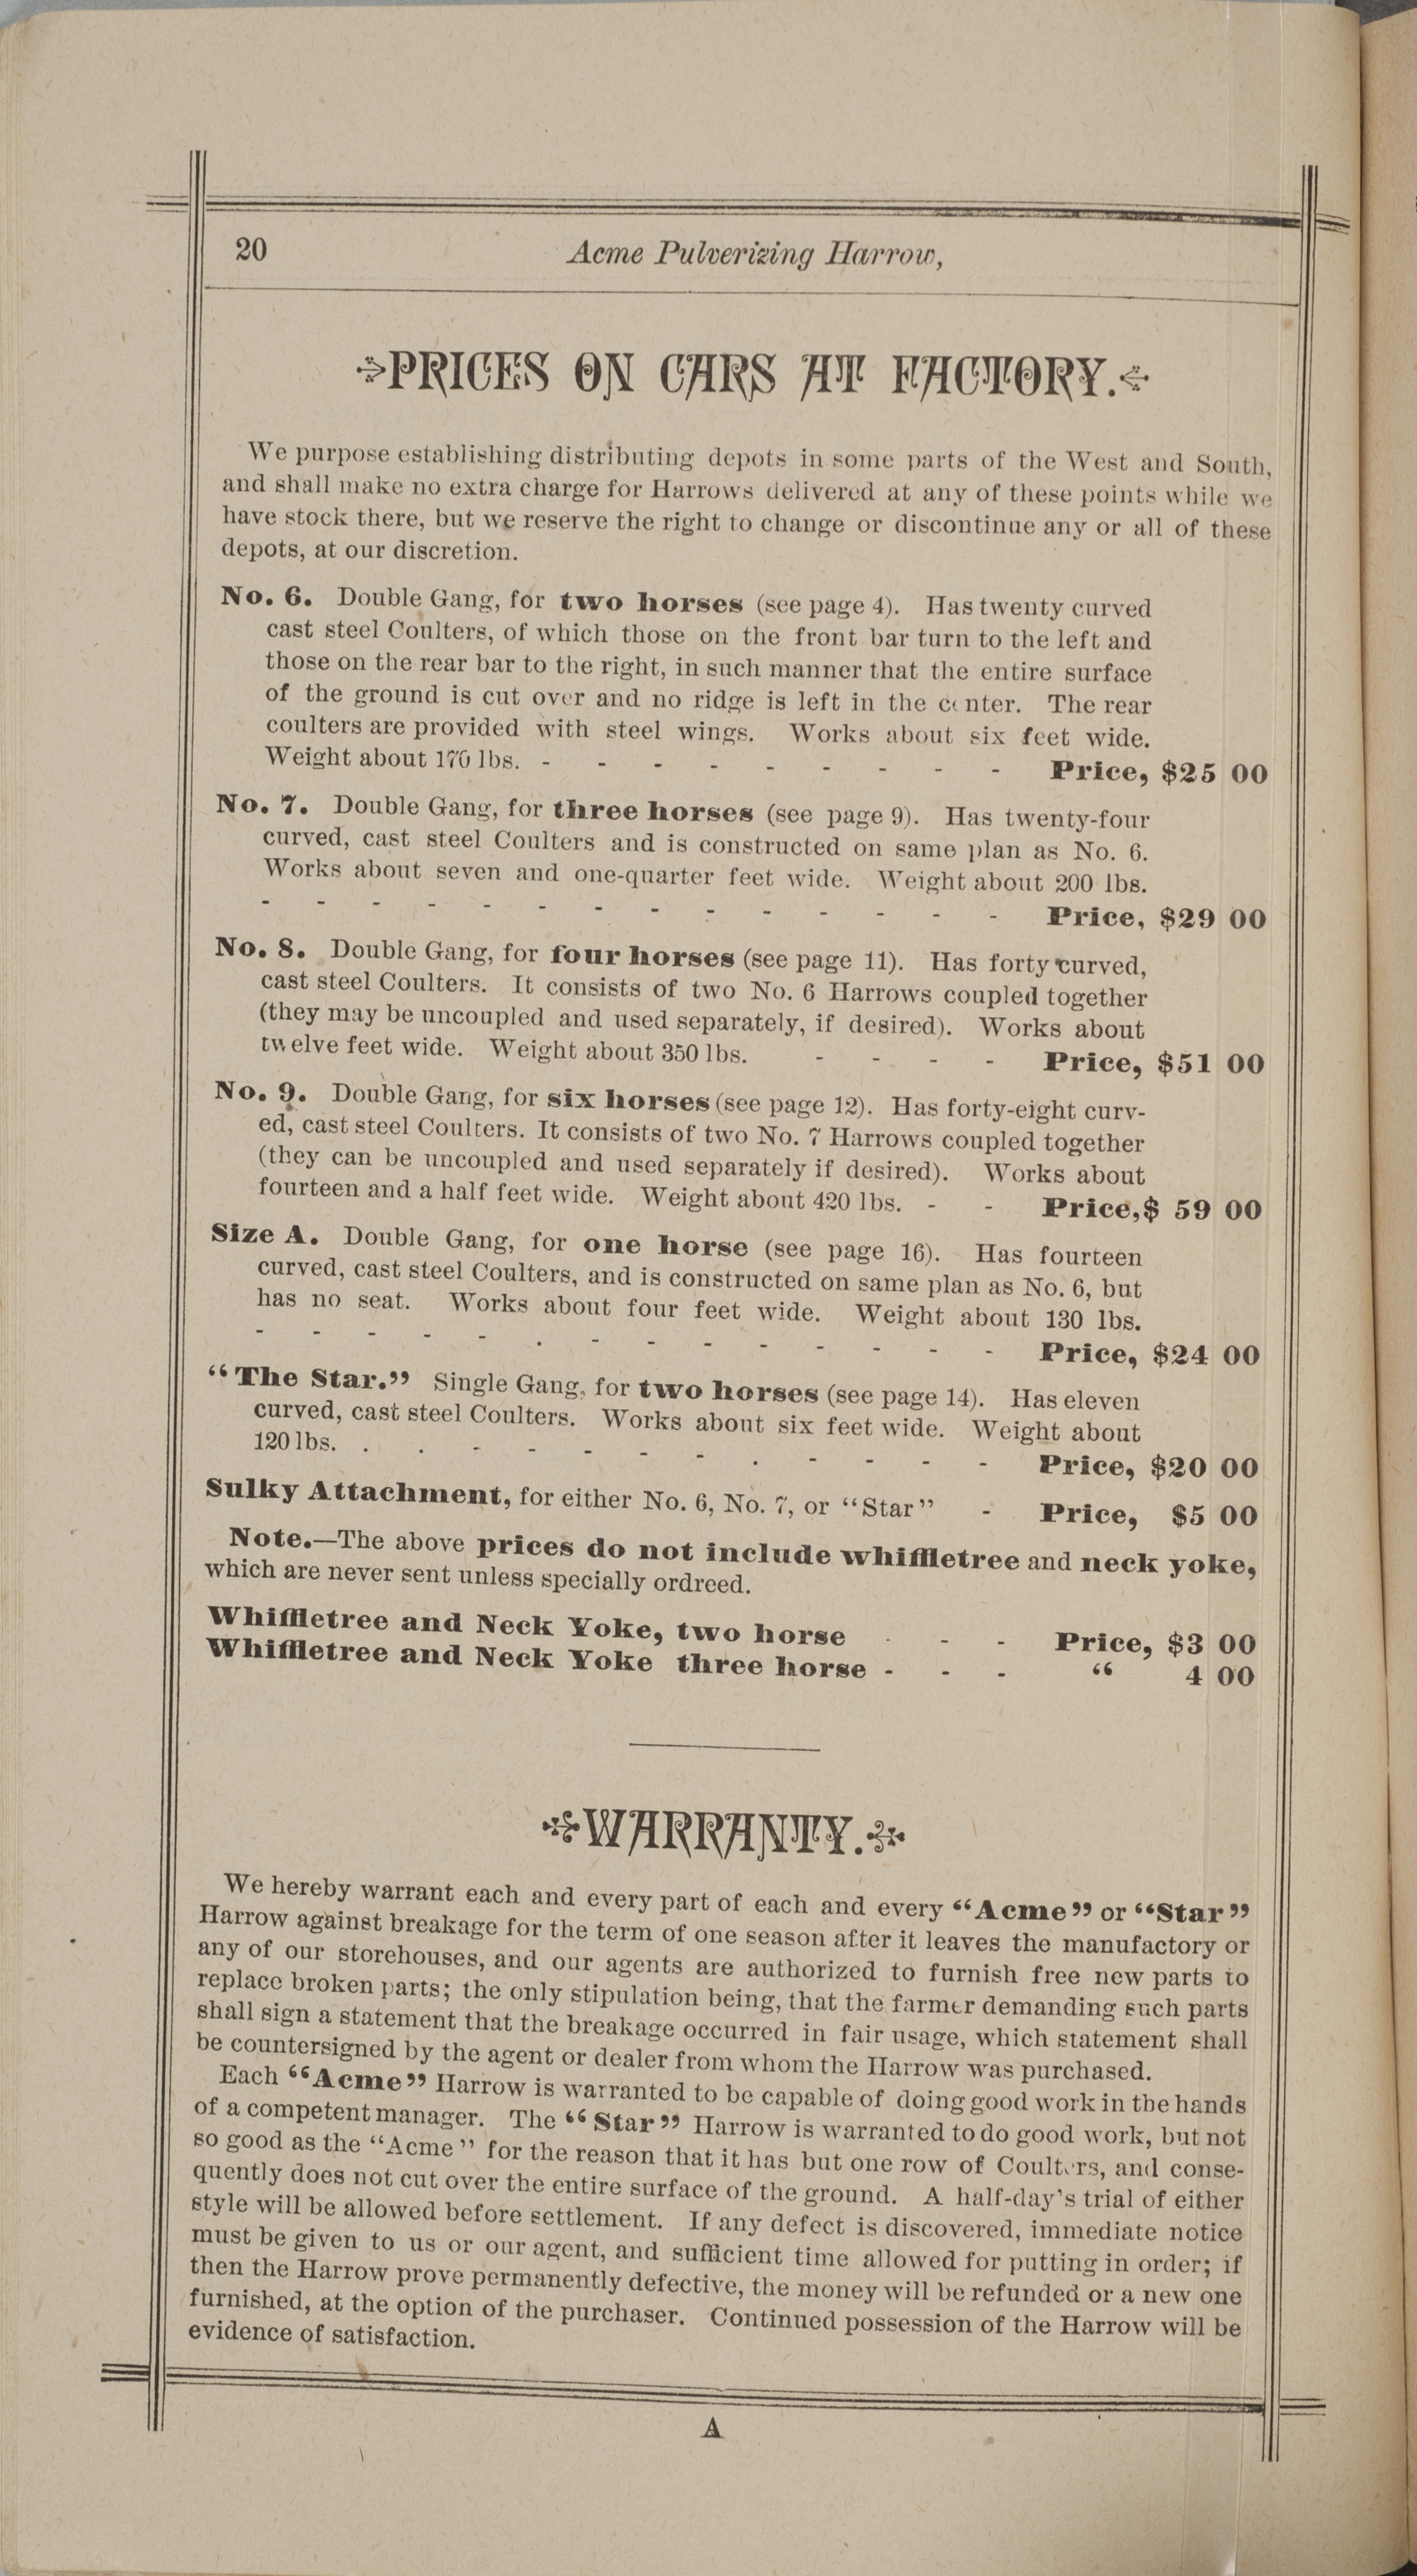 20
Acme Pulverizing Harrow,
PRICES ON CARS AT FACTORY.
We purpose establishing distributing depots in some parts of the West and South,
and shall make no extra charge for Harrows delivered at any of these points while we
have stock there, but we reserve the right to change or discontinue any or all of these
depots, at our discretion.
No. 6. Double Gang, for two horses (see page 4). Has twenty curved
cast steel Coulters, of which those on the front bar turn to the left and
those on the rear bar to the right, in such manner that the entire surface
of the ground is cut over and no ridge is left in the center. The rear
coulters are provided with steel wings. Works about six feet wide.
Weight about 170 lbs. - - - - - - - - - Price, $25 00
No. 7. Double Gang, for three horses (see page 9). Has twenty-four
curved, cast steel Coulters and is constructed on same plan as No. 6.
Works about seven and one-quarter feet wide. Weight about 200 lbs.
- - - - - - - - - - - - - - Price, $29 00
No. 8. Double Gang, for four horses (see page 11). Has forty curved,
cast steel Coulters. It consists of two No. 6 Harrows coupled together
(they may be uncoupled and used separately, if desired). Works about
twelve feet wide. Weight about 350 lbs. - - - - Price, $51 00
No. 9. Double Gang, for six horses (see page 12). Has forty-eight curv-
ed, cast steel Coulters. It consists of two No. 7 Harrows coupled together
(they can be uncoupled and used separately if desired). Works about
fourteen and a half feet wide. Weight about 420 lbs. - - Price,$ 59 00
Size A. Double Gang, for one horse (see page 16). Has fourteen
curved, cast steel Coulters, and is constructed on same plan as No. 6, but
has no seat. Works about four feet wide. Weight about 130 lbs.
- - - - - . - - - - - - - - Price, $24 00
"The Star." Single Gang, for two horses (see page 14). Has eleven
curved, cast steel Coulters. Works about six feet wide. Weight about
120 lbs. . . - - - - - . - - - - Price, $20 00
Sulky Attachment, for either No. 6, No. 7, or "Star" - Price, $5 00
Note.—The above prices do not include whiffletree and neck yoke,
which are never sent unless specially ordreed.
Whiffletree and Neck Yoke, two horse - - - Price, $3 00
Whiffletree and Neck Yoke three horse - - - " 4 00
WARRANTY.
We hereby warrant each and every part of each and every "Acme" or "Star"
Harrow against breakage for the term of one season after it leaves the manufactory or
any of our storehouses, and our agents are authorized to furnish free new parts to
replace broken parts; the only stipulation being, that the farmer demanding such parts
shall sign a statement that the breakage occurred in fair usage, which statement shall
be countersigned by the agent or dealer from whom the Harrow was purchased.
Each "Acme" Harrow is warranted to be capable of doing good work in the hands
of a competent manager. The "Star" Harrow is warranted to do good work, but not
so good as the "Acme" for the reason that it has but one row of Coulters, and conse-
quently does not cut over the entire surface of the ground. A half-day's trial of either
style will be allowed before settlement. If any defect is discovered, immediate notice
must be given to us or our agent, and sufficient time allowed for putting in order; if
then the Harrow prove permanently defective, the money will be refunded or a new one
furnished, at the option of the purchaser. Continued possession of the Harrow will be
evidence of satisfaction.
A